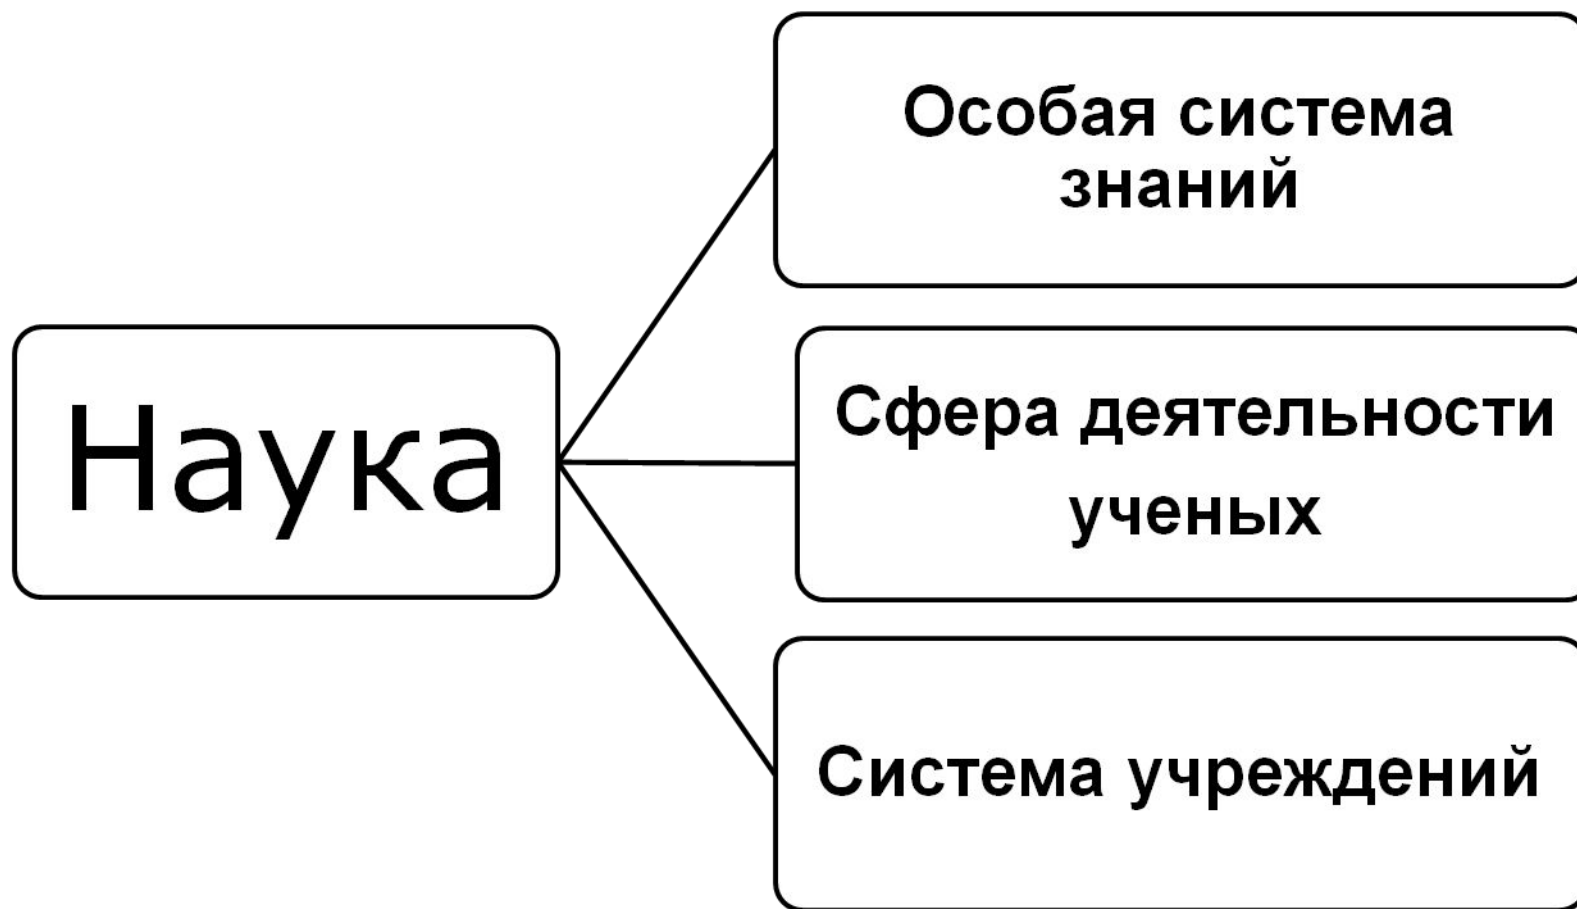 Наука
Особая система
знаний
Сфера деятельности
ученых
Система учреждений